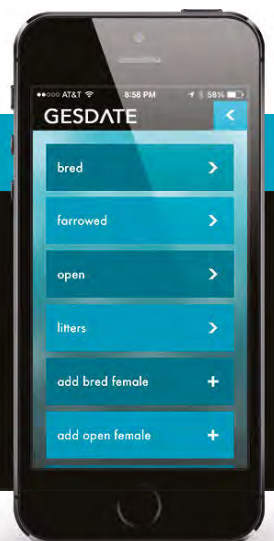 AT&T 8:58 PM 58%
GESDATE
bred
farrowed
open
litters
add bred female
add open female